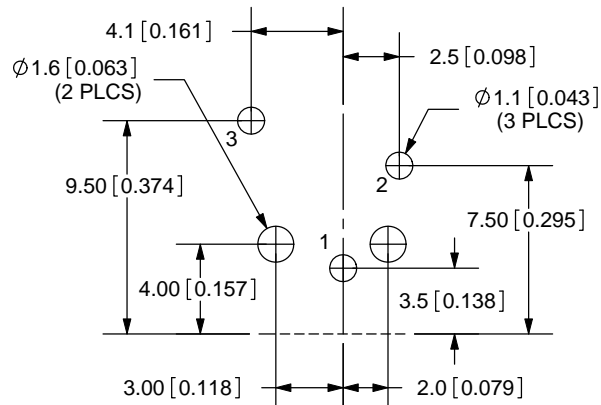 4.1 [0.161]
2.5 [0.098]
Ø1.6 [0.063]
(2 PLCS)
Ø1.1 [0.043]
(3 PLCS)
3
2
9.50 [0.374]
7.50 [0.295]
1
4.00 [0.157]
3.5 [0.138]
3.00 [0.118]
2.0 [0.079]